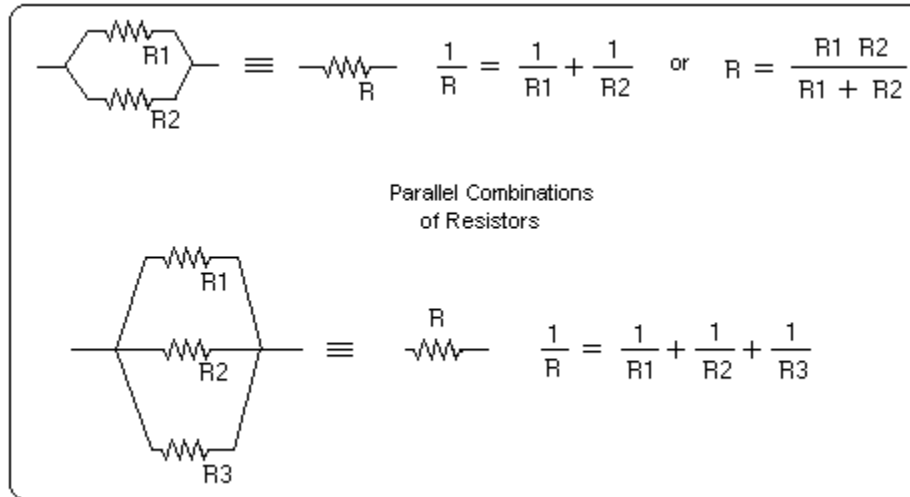 R1
R2
≡ R 1/R = 1/R1 + 1/R2 or R = R1 R2/R1 + R2
Parallel Combinations
of Resistors
R1
R2
R3
≡ R 1/R = 1/R1 + 1/R2 + 1/R3